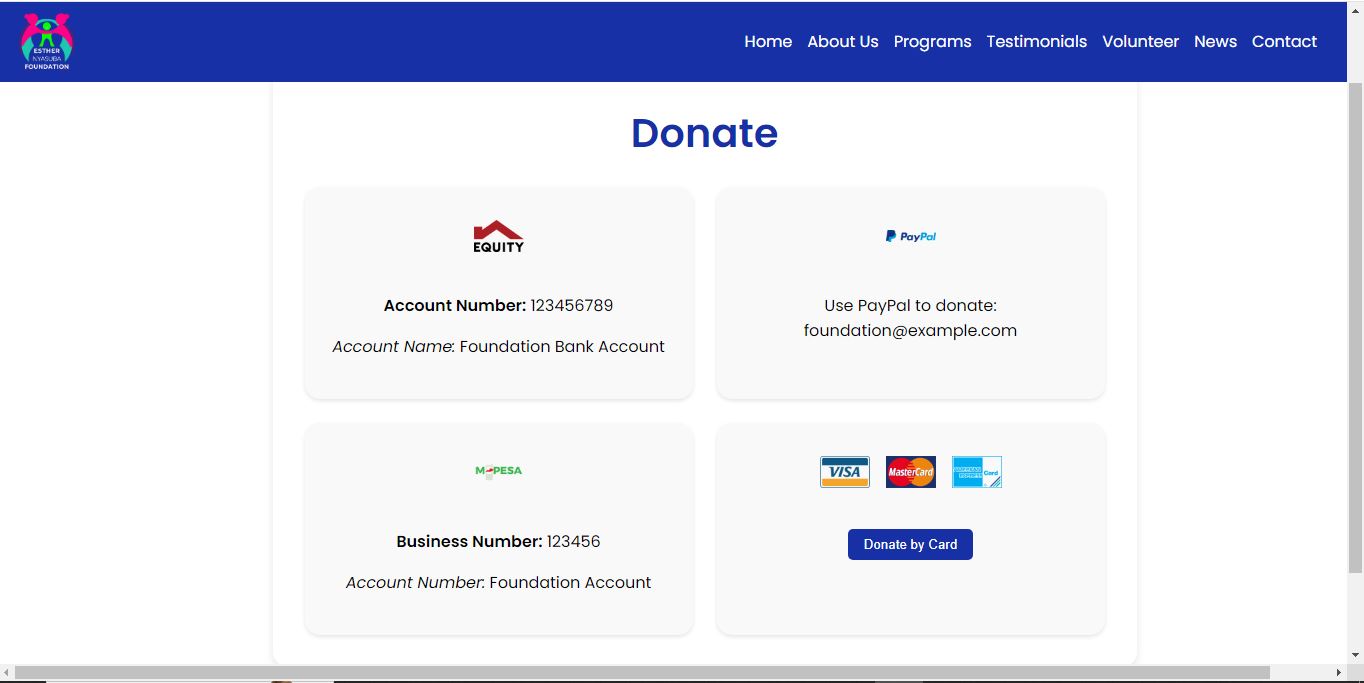 ESTHER
NYASUBA
FOUNDATION
Home About Us Programs Testimonials Volunteer News Contact
Donate
EQUITY
Account Number: 123456789
Account Name: Foundation Bank Account
PayPal
Use PayPal to donate:
foundation@example.com
M-PESA
Business Number: 123456
Account Number: Foundation Account
VISA MasterCard AMERICAN EXPRESS Card
Donate by Card